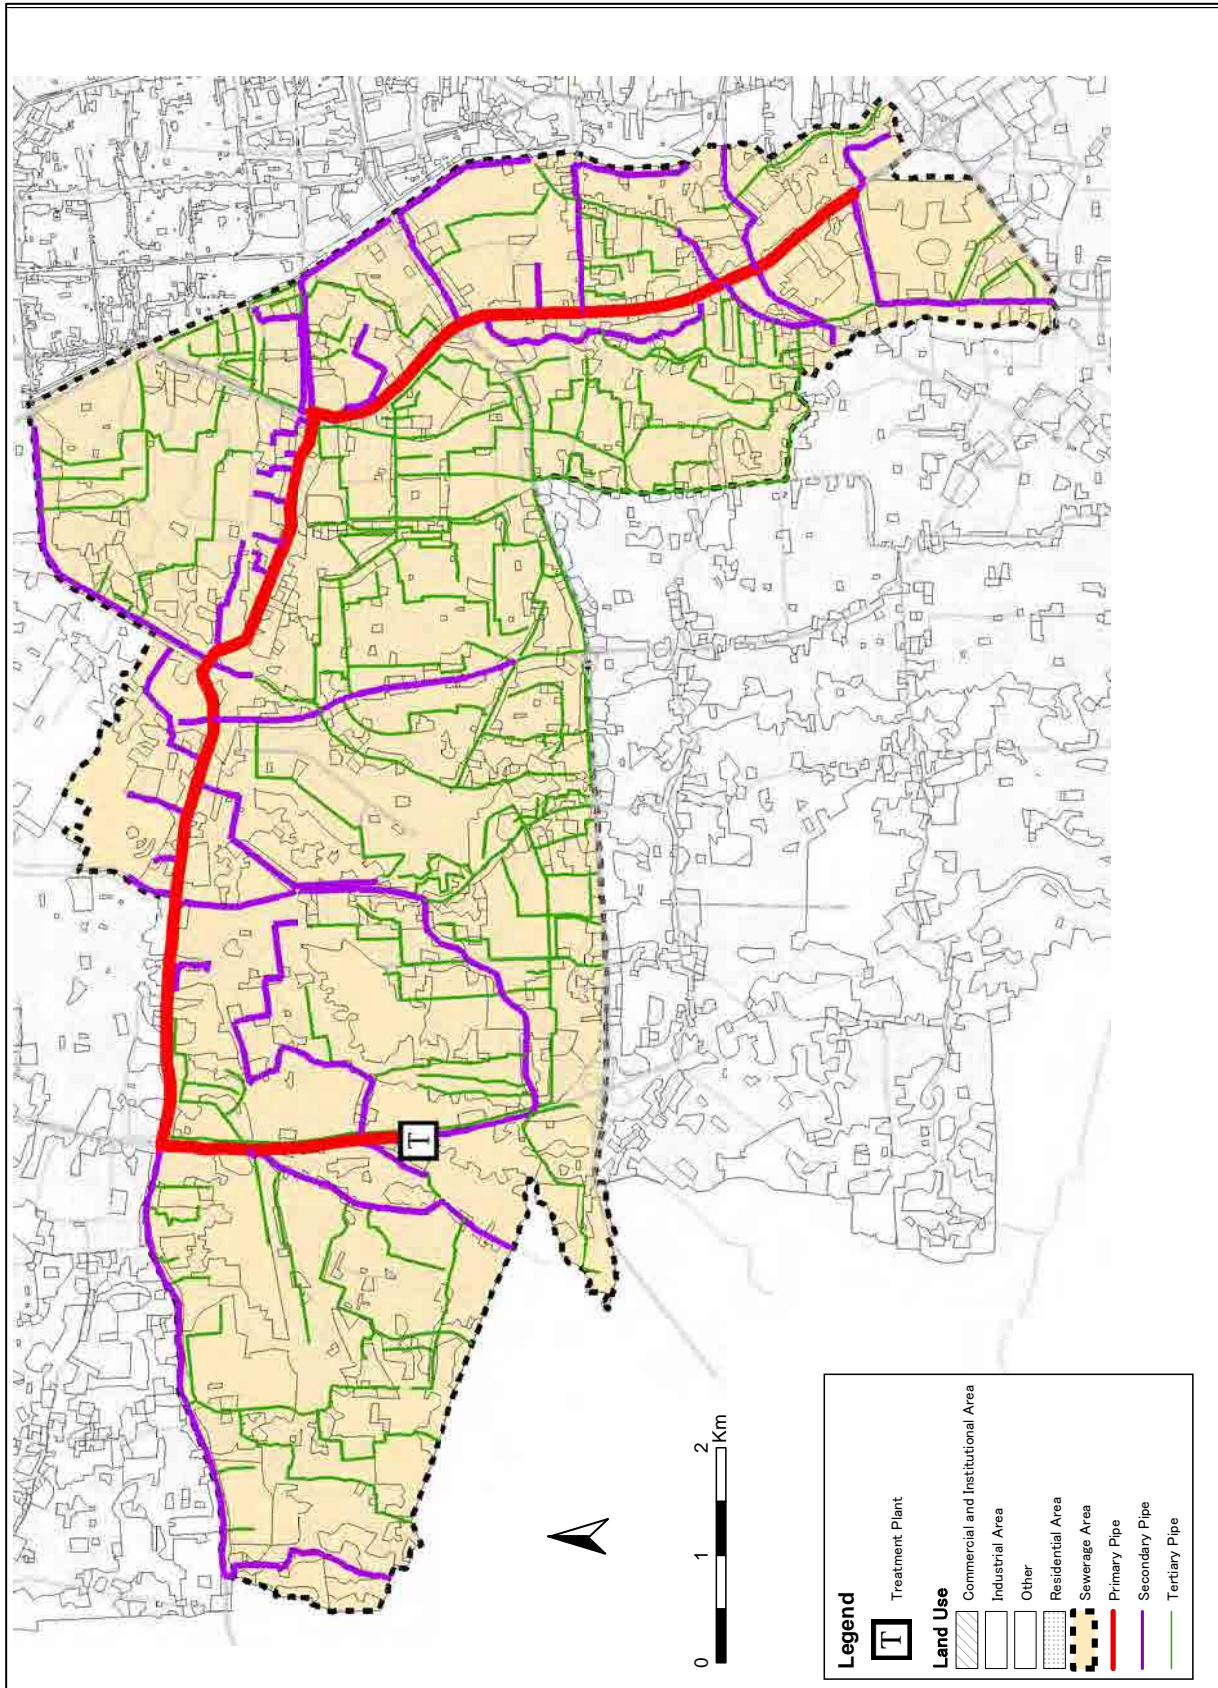 T
0 1 2 Km
Legend
T Treatment Plant
Land Use
Commercial and Institutional Area
Industrial Area
Other
Residential Area
Sewerage Area
Primary Pipe
Secondary Pipe
Tertiary Pipe